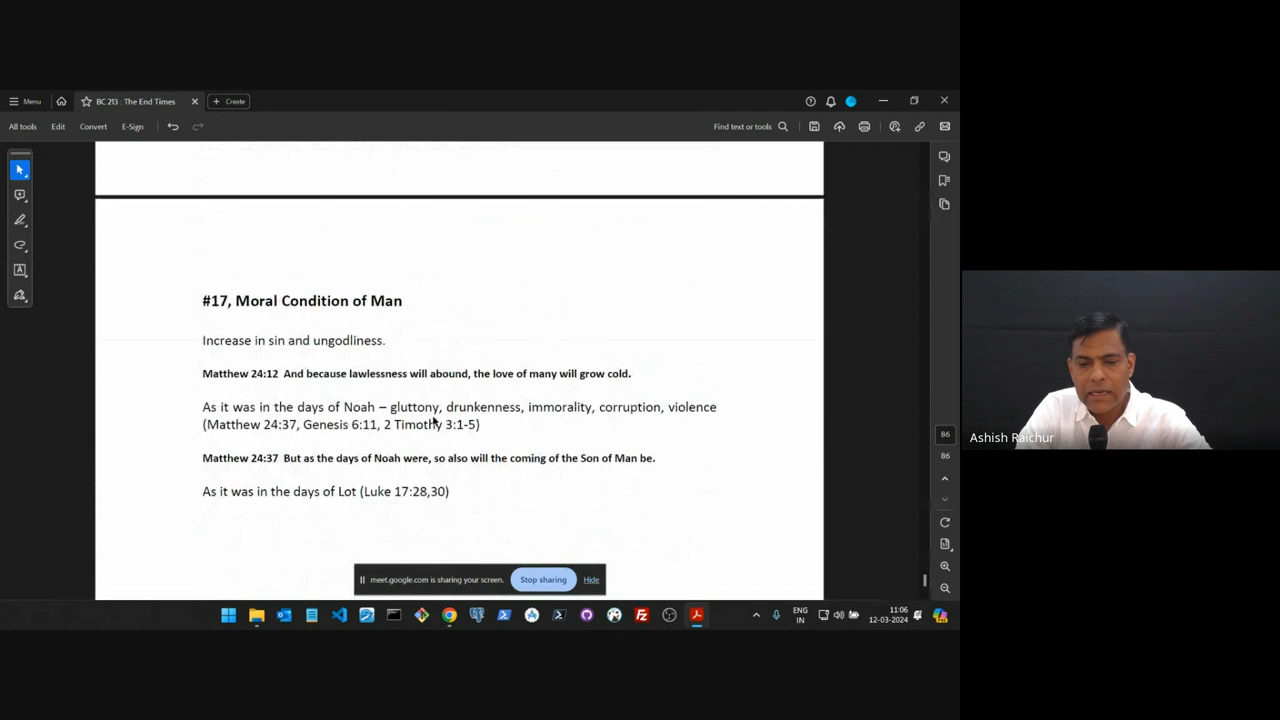 Menu
BC 213 : The End Times
Create
All tools
Edit
Convert
E-Sign
Find text or tools
#17, Moral Condition of Man
Increase in sin and ungodliness.
Matthew 24:12 And because lawlessness will abound, the love of many will grow cold.
As it was in the days of Noah – gluttony, drunkenness, immorality, corruption, violence
(Matthew 24:37, Genesis 6:11, 2 Timothy 3:1-5)
Matthew 24:37 But as the days of Noah were, so also will the coming of the Son of Man be.
As it was in the days of Lot (Luke 17:28,30)
86
86
Ashish Raichur
meet.google.com is sharing your screen.
Stop sharing
Hide
ENG
IN
11:06
12-03-2024